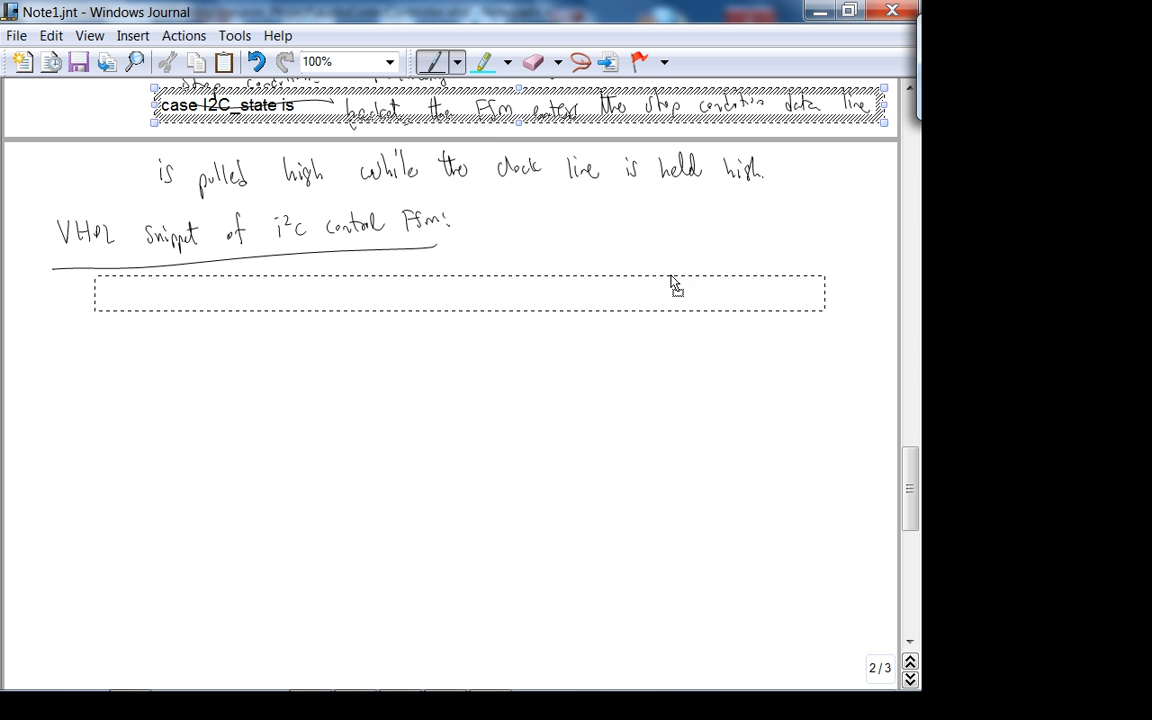 Note1.jnt - Windows Journal
File Edit View Insert Actions Tools Help
100%
Stop
case I2C_state is
the FSM enters the stop condition data line
is pulled high while the clock line is held high.
VHDL snippet of i²c control FSM:
2/3